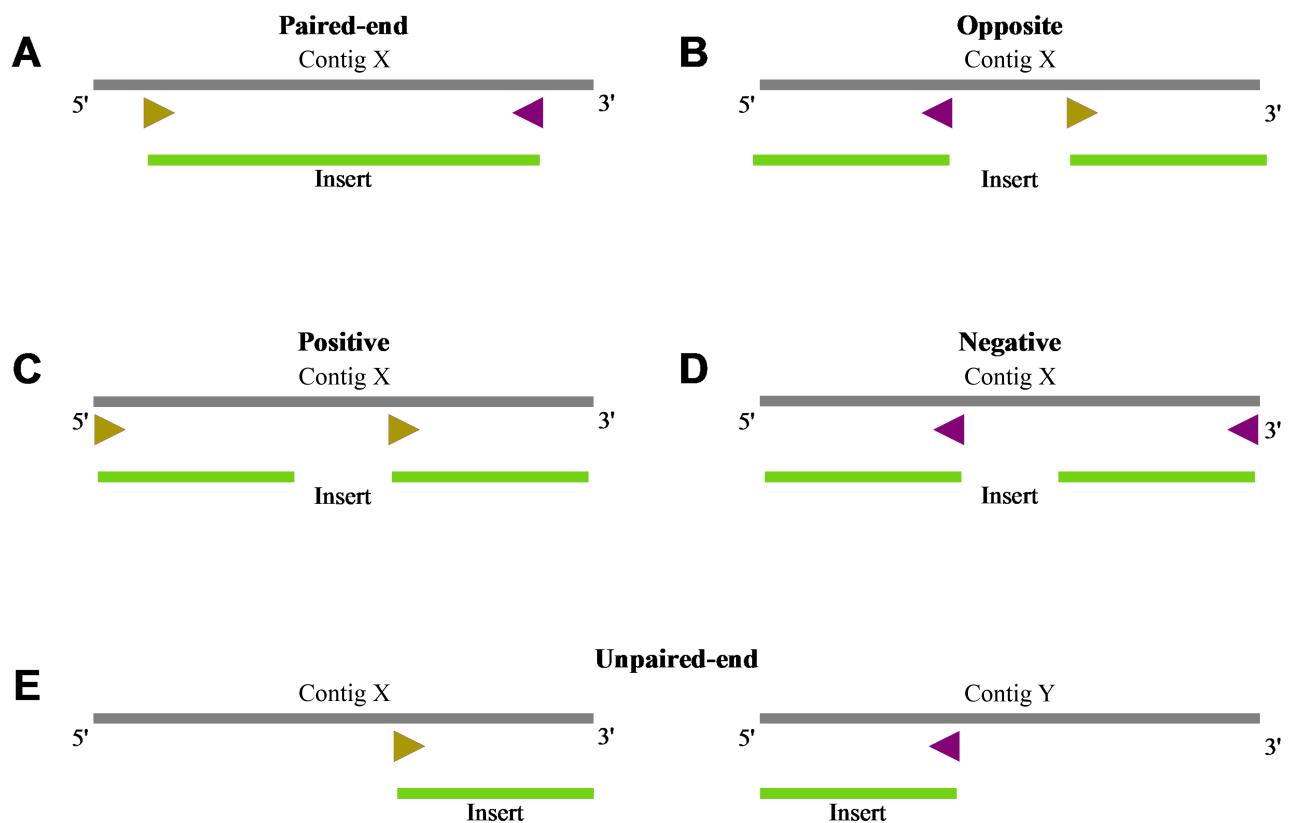 A
Paired-end
Contig X
5'
3'
Insert
B
Opposite
Contig X
5'
3'
Insert
C
Positive
Contig X
5'
3'
Insert
D
Negative
Contig X
5'
3'
Insert
E
Unpaired-end
Contig X
5'
3'
Insert
Contig Y
5'
3'
Insert